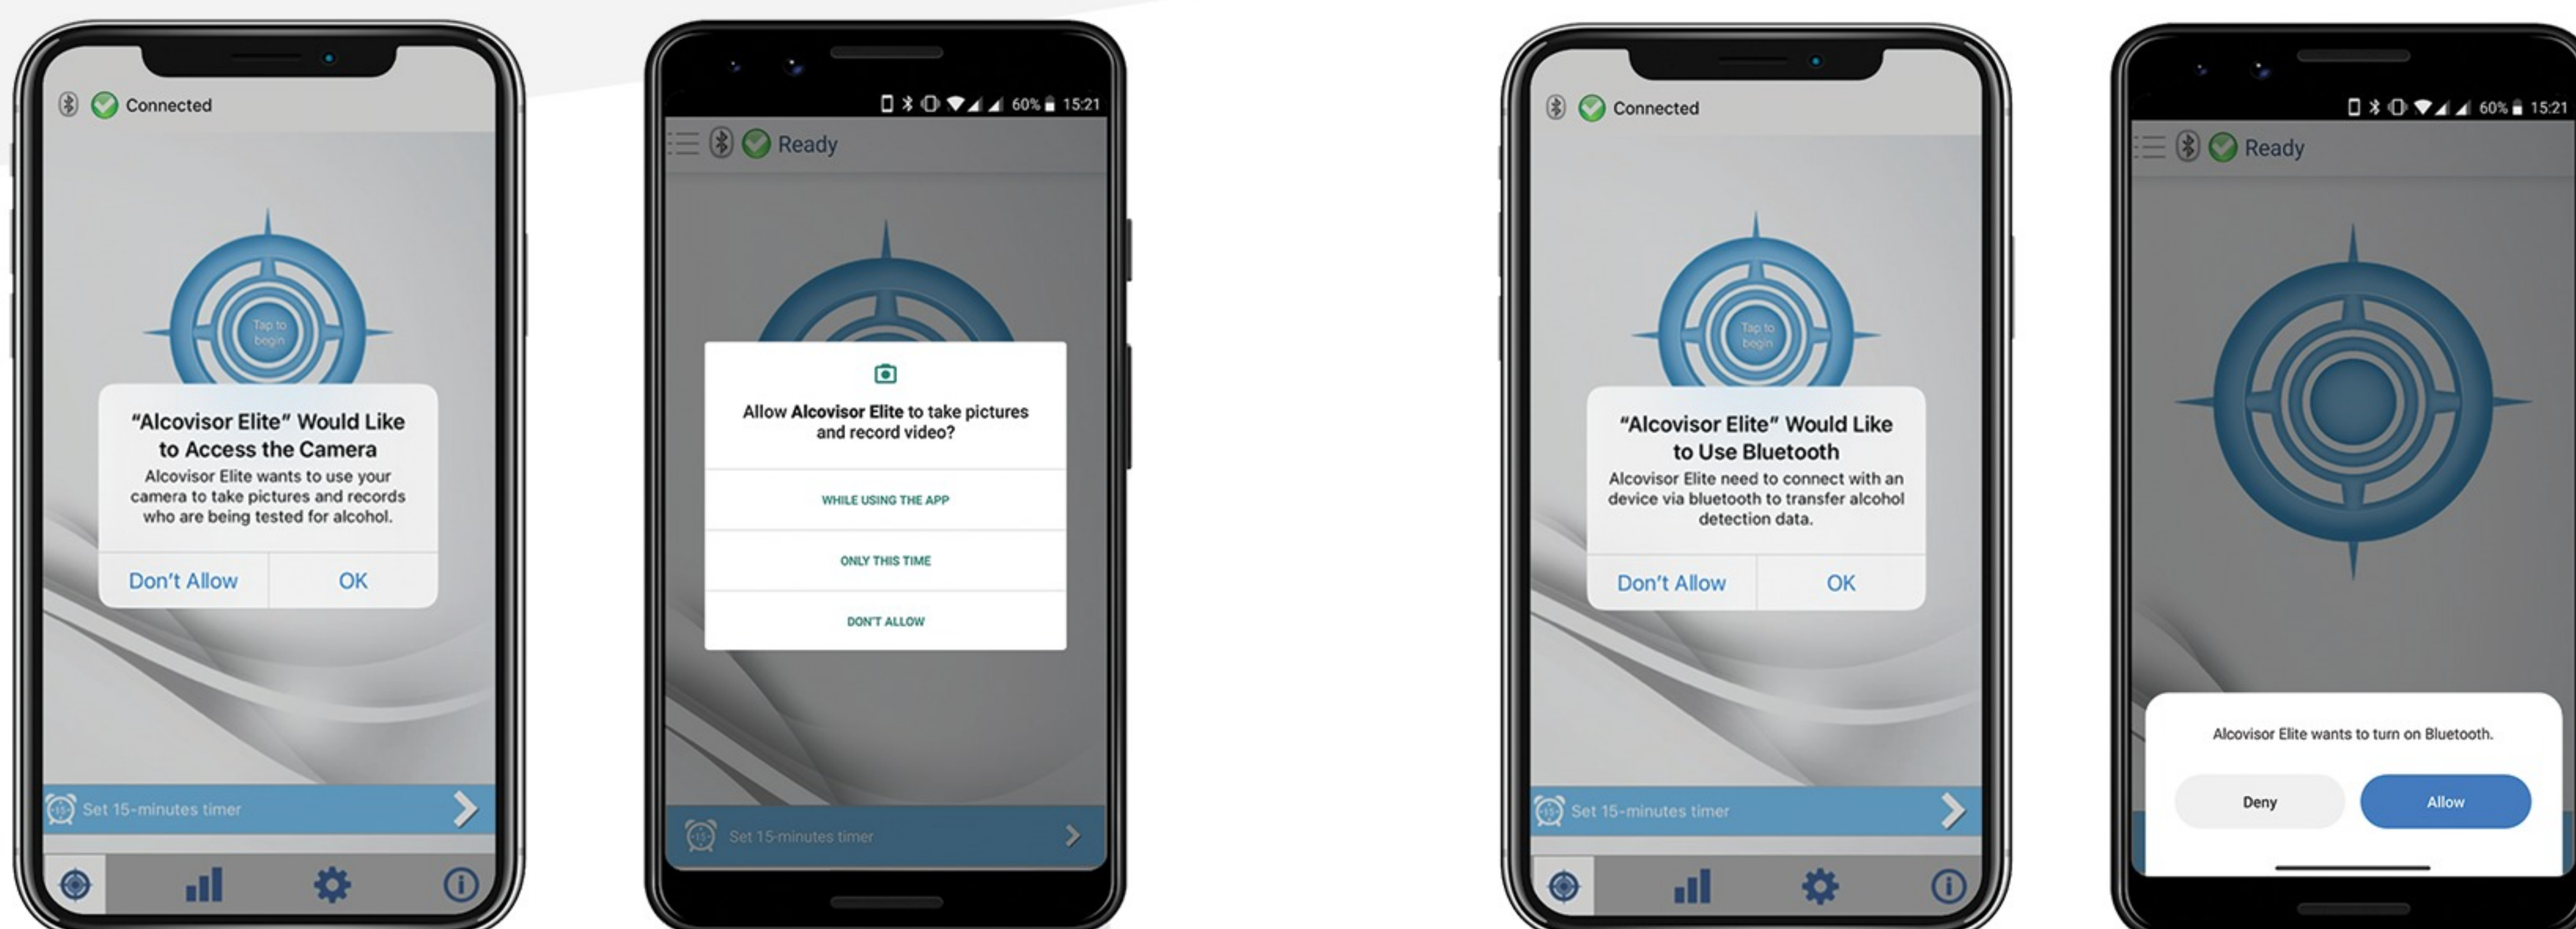 Connected
Tap to
begin
"Alcovisor Elite" Would Like
to Access the Camera
Alcovisor Elite wants to use your
camera to take pictures and records
who are being tested for alcohol.
Don't Allow
OK
Set 15-minutes timer
60%
15:21
Ready
Allow Alcovisor Elite to take pictures
and record video?
WHILE USING THE APP
ONLY THIS TIME
DON'T ALLOW
Set 15-minutes timer
Connected
Tap to
begin
"Alcovisor Elite" Would Like
to Use Bluetooth
Alcovisor Elite need to connect with an
device via bluetooth to transfer alcohol
detection data.
Don't Allow
OK
Set 15-minutes timer
60%
15:21
Ready
Alcovisor Elite wants to turn on Bluetooth.
Deny
Allow